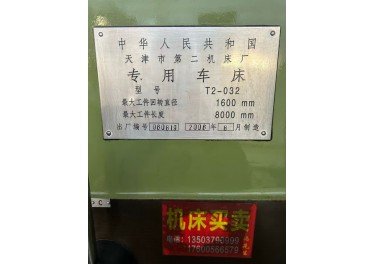 中华人民共和国
天津市第二机床厂
专用车床
型号 T2-032
最大工件回转直径 1600 mm
最大工件长度 8000 mm
出厂编号 年 月制造
C
机床买卖